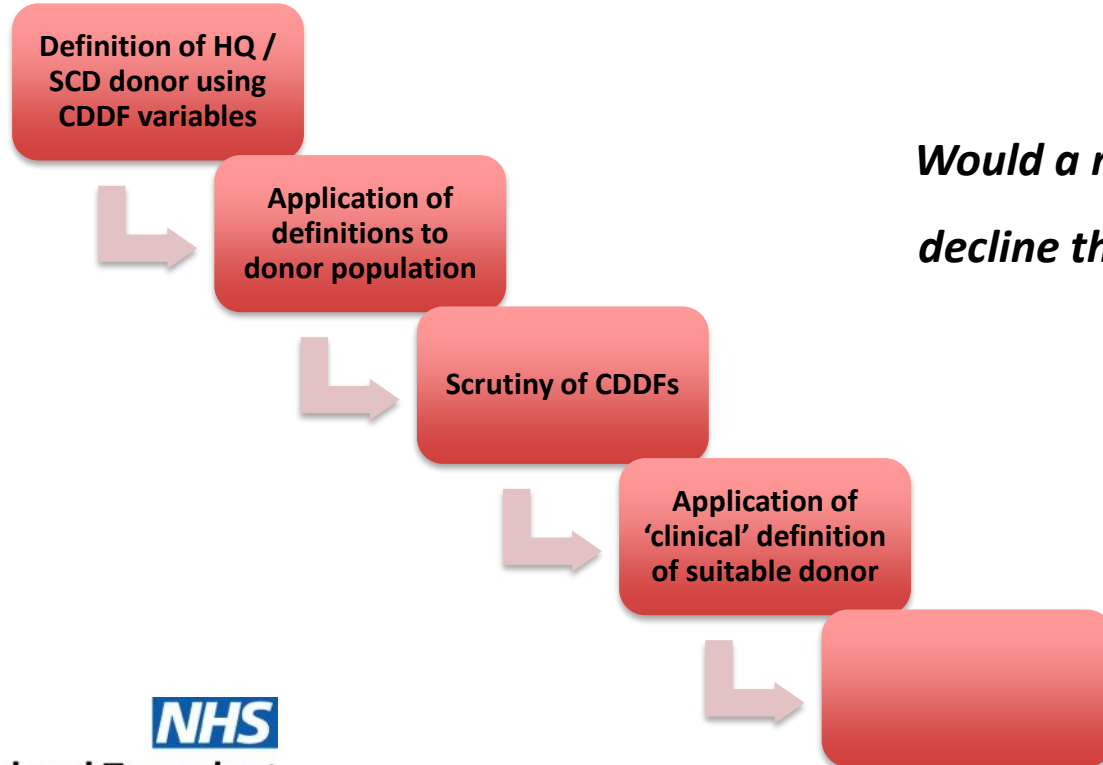 Definition of HQ /
SCD donor using
CDDF variables
Would a
decline
Application of
definitions to
donor population
Scrutiny of CDDFs
Application of
‘clinical’ definition
of suitable donor
NHS